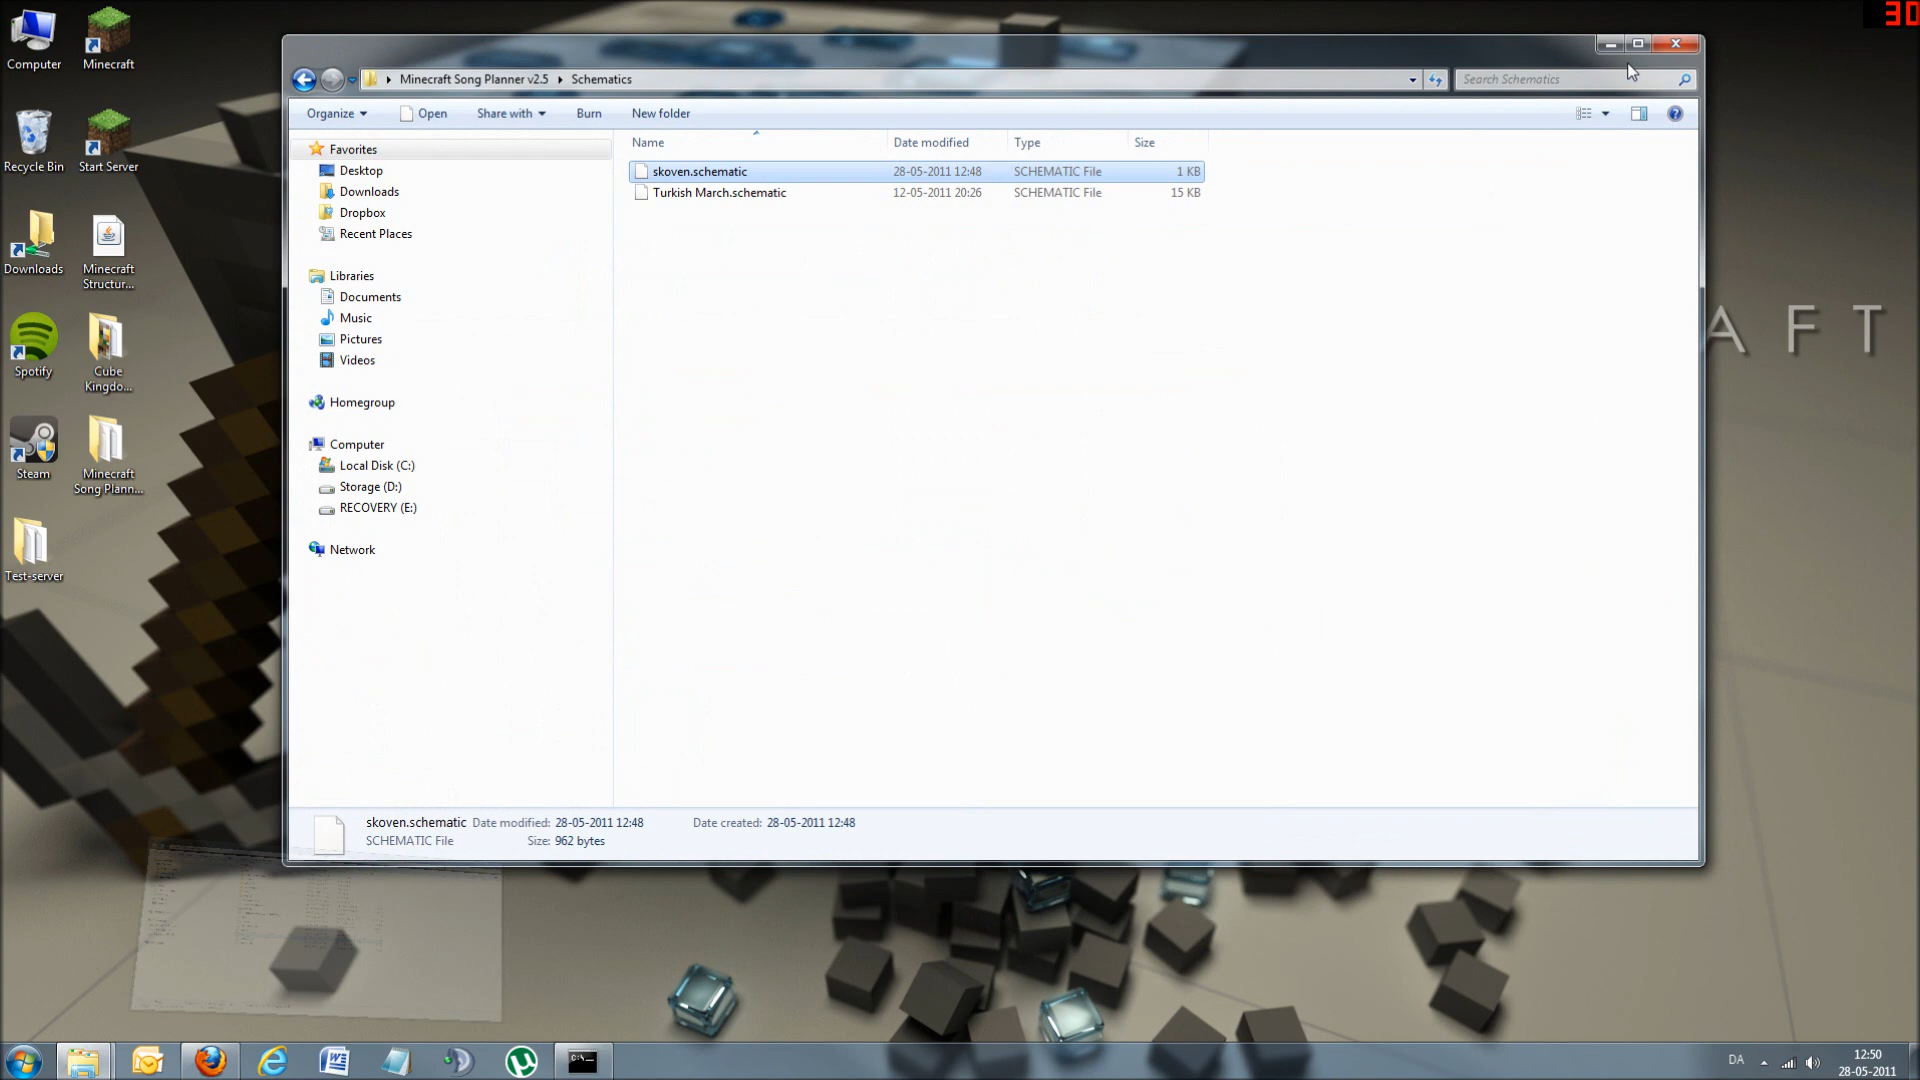 30
Computer
Minecraft
Recycle Bin
Start Server
Downloads
Minecraft
Structur...
Spotify
Cube
Kingdo...
Steam
Minecraft
Song Plann...
Test-server
Minecraft Song Planner v2.5
Schematics
Search Schematics
Organize
Open
Share with
Burn
New folder
Favorites
Desktop
Downloads
Dropbox
Recent Places
Libraries
Documents
Music
Pictures
Videos
Homegroup
Computer
Local Disk (C:)
Storage (D:)
RECOVERY (E:)
Network
Name Date modified Type Size
skoven.schematic 28-05-2011 12:48 SCHEMATIC File 1 KB
Turkish March.schematic 12-05-2011 20:26 SCHEMATIC File 15 KB
A F T
skoven.schematic Date modified: 28-05-2011 12:48 Date created: 28-05-2011 12:48
SCHEMATIC File Size: 962 bytes
C:\_
DA
12:50
28-05-2011